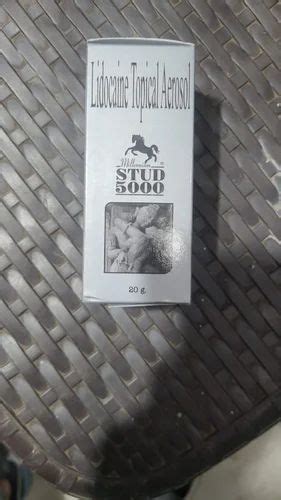 Lidocaine Topical Aerosol
Millennium ®
STUD
5000
20 g.